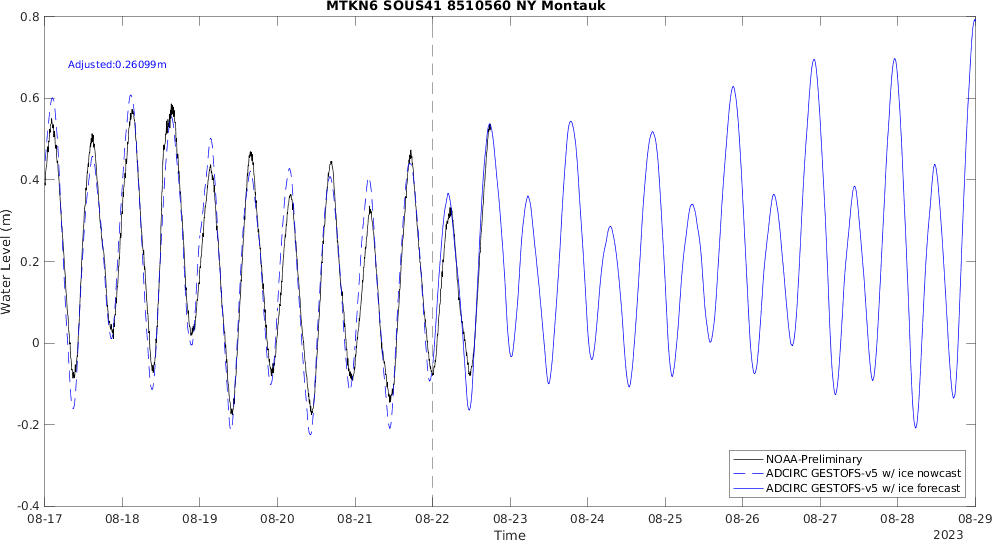 MTKN6 SOUS41 8510560 NY Montauk
Adjusted:0.26099m
0.8
0.6
0.4
0.2
0
-0.2
-0.4
Water Level (m)
NOAA-Preliminary
ADCIRC GESTOFS-v5 w/ ice nowcast
ADCIRC GESTOFS-v5 w/ ice forecast
08-17 08-18 08-19 08-20 08-21 08-22 08-23 08-24 08-25 08-26 08-27 08-28 08-29
Time
2023